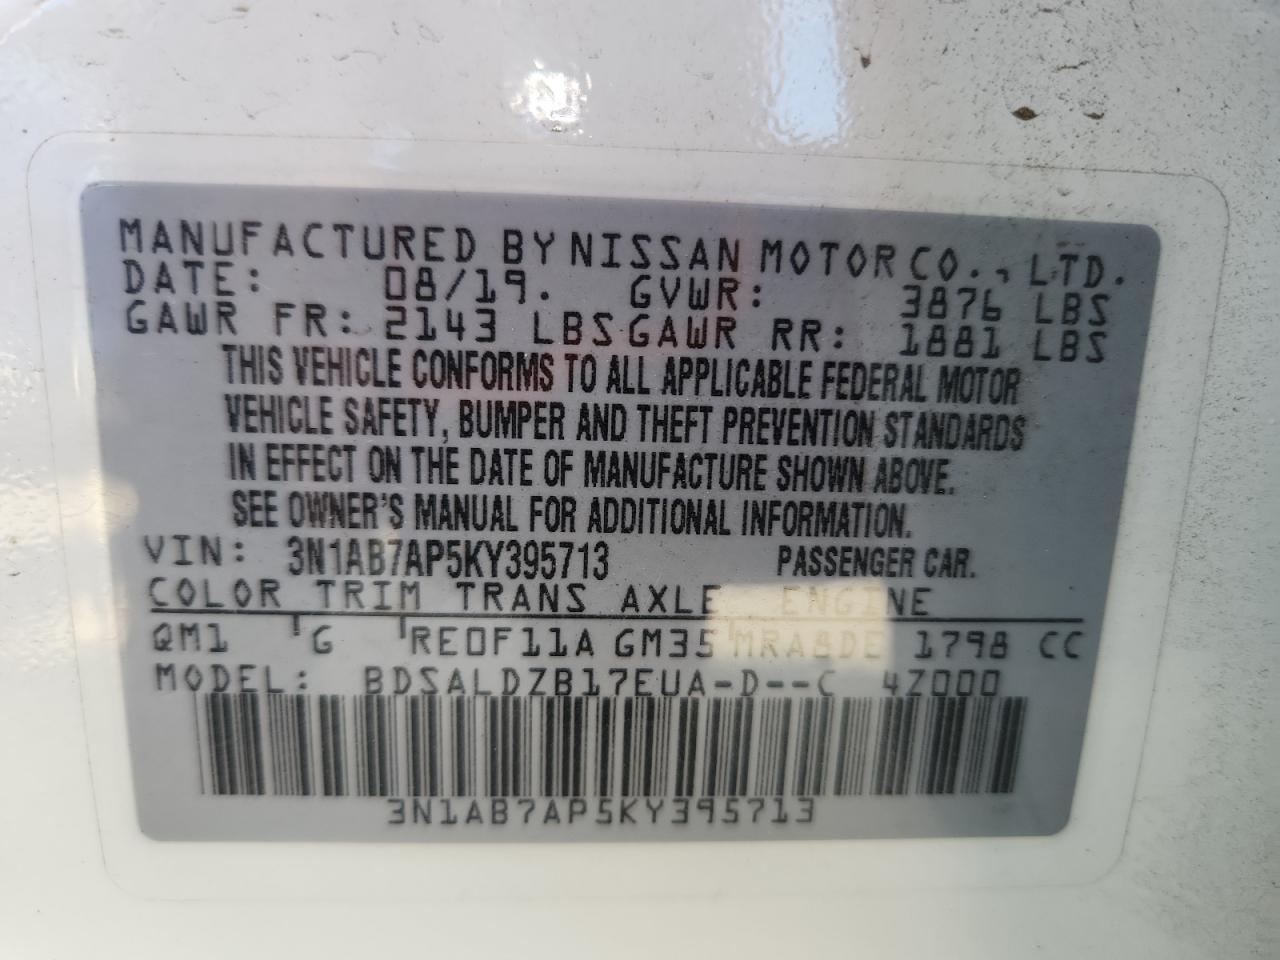 MANUFACTURED BY NISSAN MOTOR CO., LTD.
DATE: 08/19. GVWR: 3876 LBS
GAWR FR: 2143 LBS GAWR RR: 1881 LBS
THIS VEHICLE CONFORMS TO ALL APPLICABLE FEDERAL MOTOR
VEHICLE SAFETY, BUMPER AND THEFT PREVENTION STANDARDS
IN EFFECT ON THE DATE OF MANUFACTURE SHOWN ABOVE.
SEE OWNER'S MANUAL FOR ADDITIONAL INFORMATION.
VIN: 3N1AB7AP5KY395713 PASSENGER CAR.
COLOR TRIM TRANS AXLE ENGINE
QM1 G RE0F11A GM35 MRA8DE 1798 CC
MODEL: BDSALDZB17EUA-D--C 4Z000
3N1AB7AP5KY395713